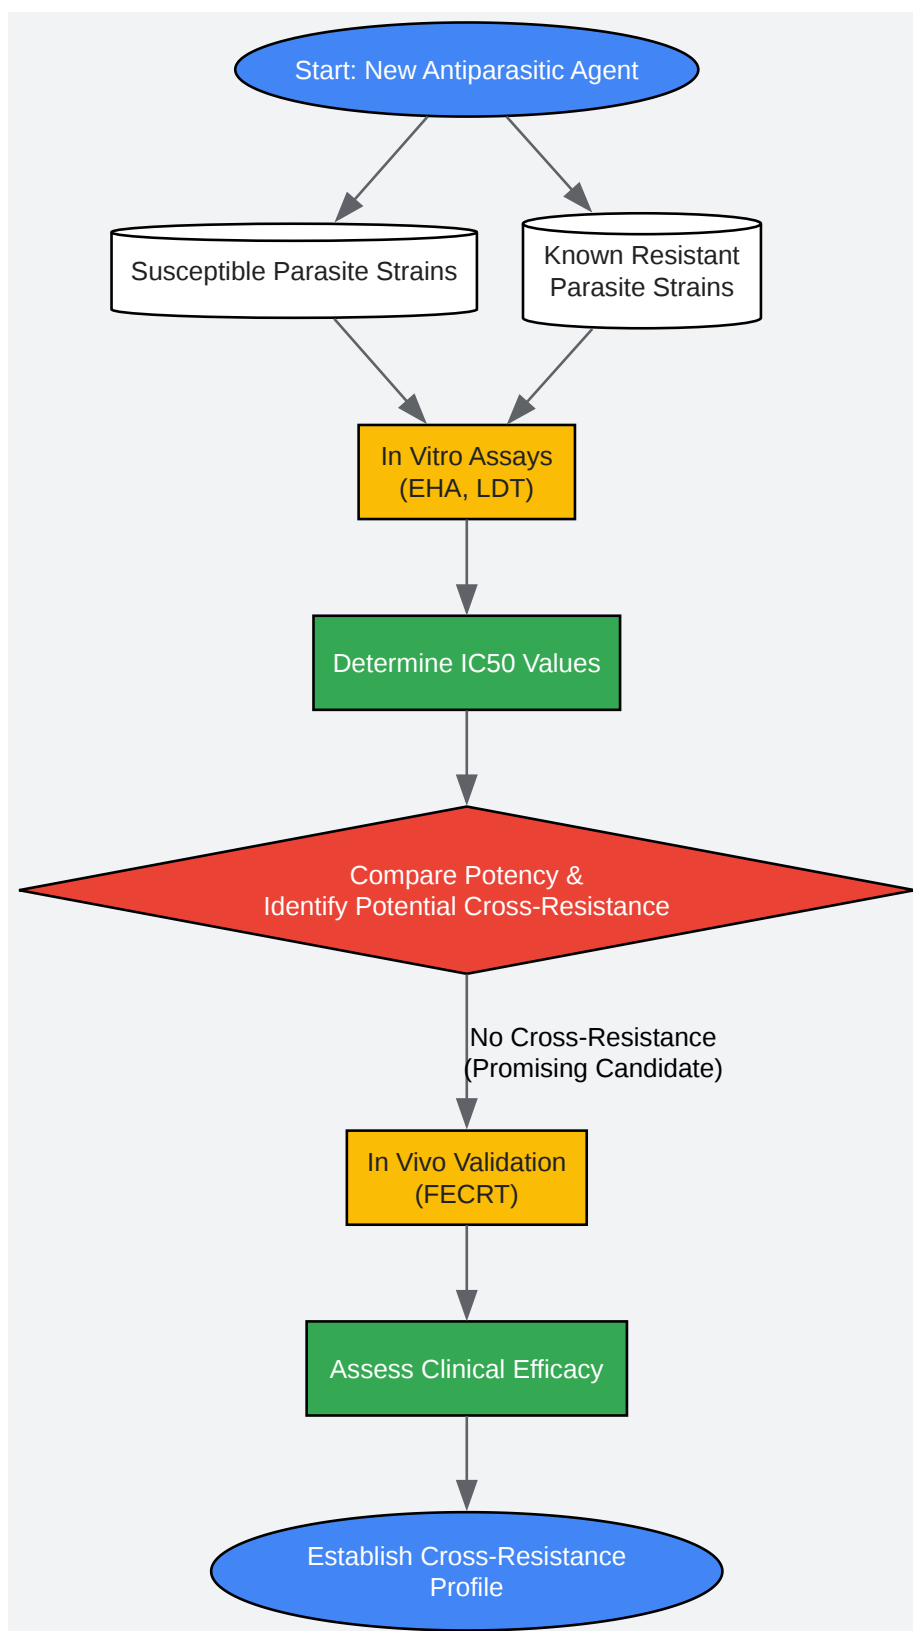 Start: New Antiparasitic Agent
Susceptible Parasite Strains
Known Resistant
Parasite Strains
In Vitro Assays
(EHA, LDT)
Determine IC50 Values
Compare Potency &
Identify Potential Cross-Resistance
No Cross-Resistance
(Promising Candidate)
In Vivo Validation
(FECRT)
Assess Clinical Efficacy
Establish Cross-Resistance
Profile